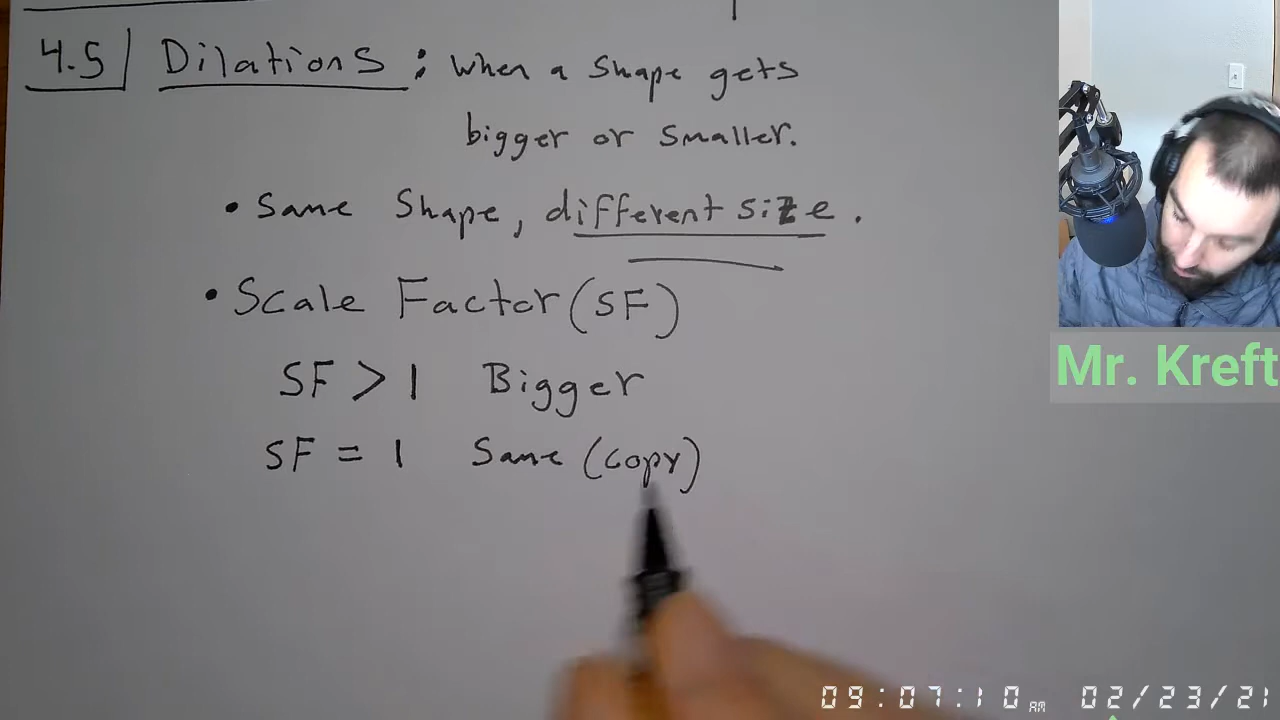 4.5 Dilations : When a shape gets
bigger or smaller.
• Same Shape, different size.
• Scale Factor (SF)
SF > 1 Bigger
SF = 1 Same (copy)
Mr. Kreft
09:07:10 AM 02/23/21